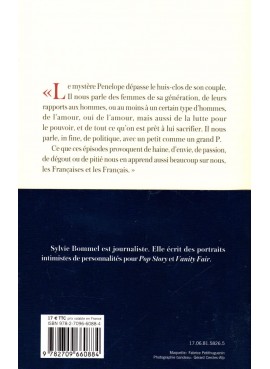 « Le mystère Penelope dépasse le huis-clos de son couple.
Il nous parle des femmes de sa génération, de leurs
rapports aux hommes, ou au moins à un certain type d'hommes,
de l'amour, oui de l'amour, mais aussi de la lutte pour
le pouvoir, et de tout ce qu'on est prêt à lui sacrifier. Il nous
parle, in fine, de politique, avec un petit comme un grand P.
Ce que ces épisodes provoquent de haine, d'envie, de passion,
de dégoût ou de pitié nous en apprend aussi beaucoup sur nous,
les Françaises et les Français. »
Sylvie Bommel est journaliste. Elle écrit des portraits
intimistes de personnalités pour Pop Story et Vanity Fair.
17 € TTC prix valable en France
ISBN 978-2-7096-6088-4
9 782709 660884
17.06.81.5826.5
Maquette : Fabrice Petithuguenin